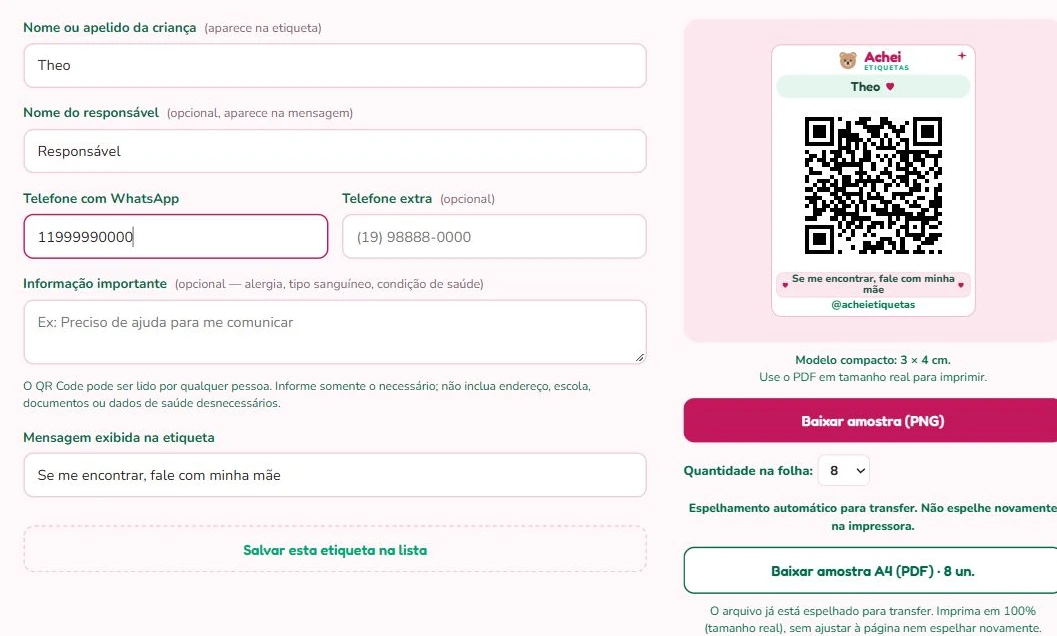 Nome ou apelido da criança (aparece na etiqueta)
Theo
Nome do responsável (opcional, aparece na mensagem)
Responsável
Telefone com WhatsApp
11999990000
Telefone extra (opcional)
(19) 98888-0000
Informação importante (opcional — alergia, tipo sanguíneo, condição de saúde)
Ex: Preciso de ajuda para me comunicar
O QR Code pode ser lido por qualquer pessoa. Informe somente o necessário; não inclua endereço, escola,
documentos ou dados de saúde desnecessários.
Mensagem exibida na etiqueta
Se me encontrar, fale com minha mãe
Salvar esta etiqueta na lista
Achei
ETIQUETAS
Theo
Se me encontrar, fale com minha
mãe
@acheietiquetas
Modelo compacto: 3 × 4 cm.
Use o PDF em tamanho real para imprimir.
Baixar amostra (PNG)
Quantidade na folha: 8
Espelhamento automático para transfer. Não espelhe novamente
na impressora.
Baixar amostra A4 (PDF) · 8 un.
O arquivo já está espelhado para transfer. Imprima em 100%
(tamanho real), sem ajustar à página nem espelhar novamente.